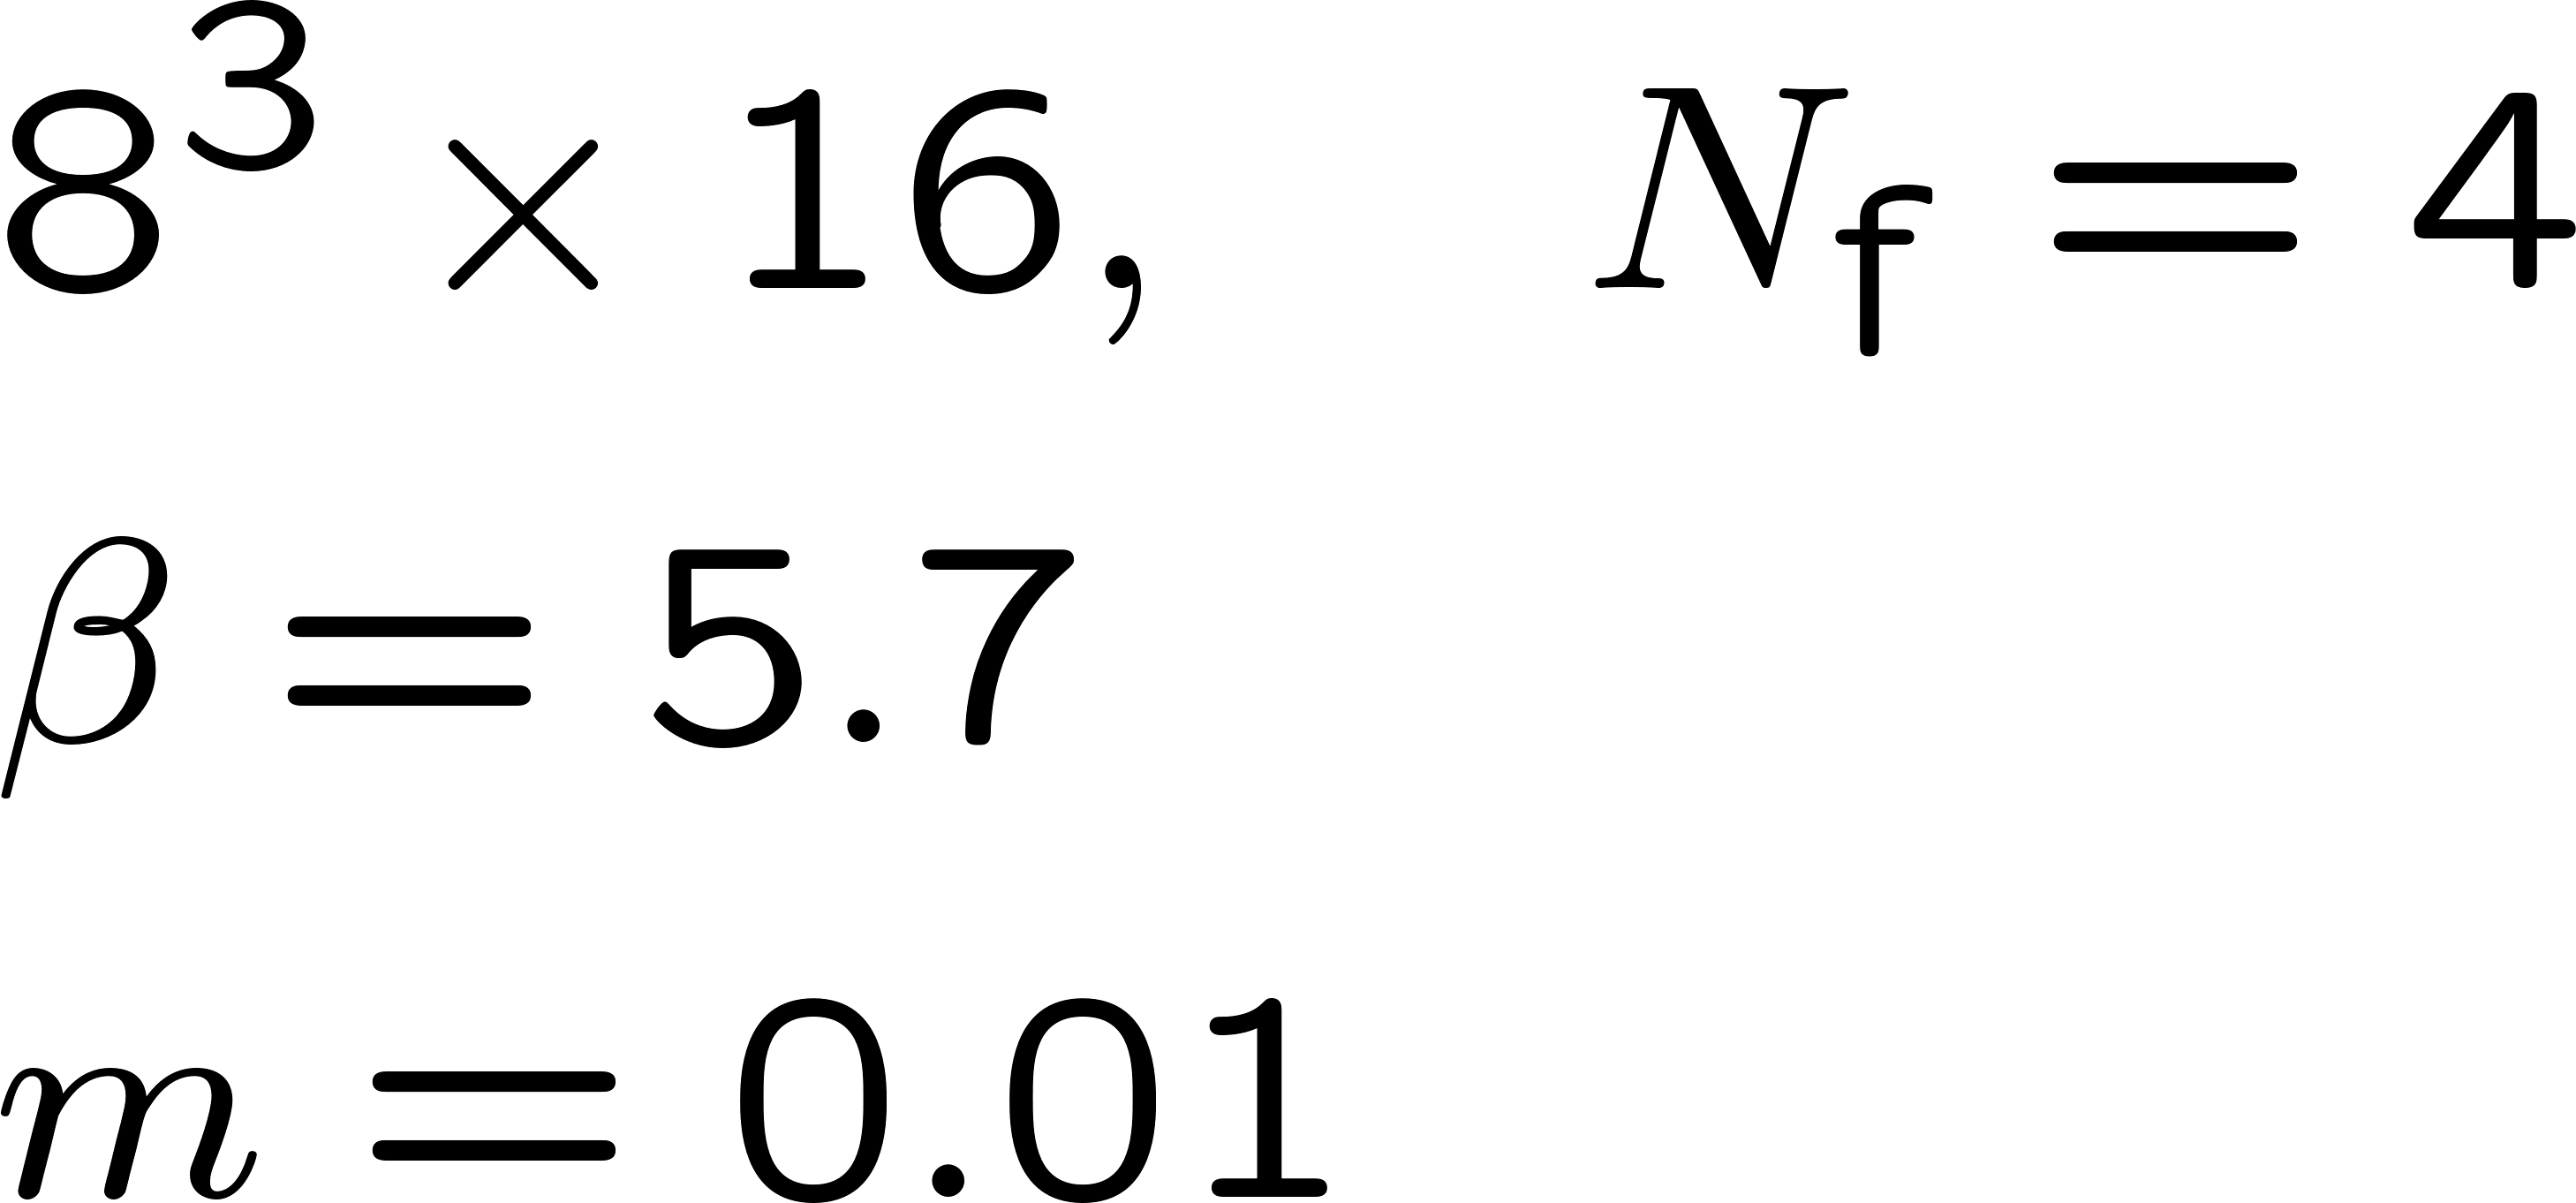 8³ × 16, N_f = 4
β = 5.7
m = 0.01